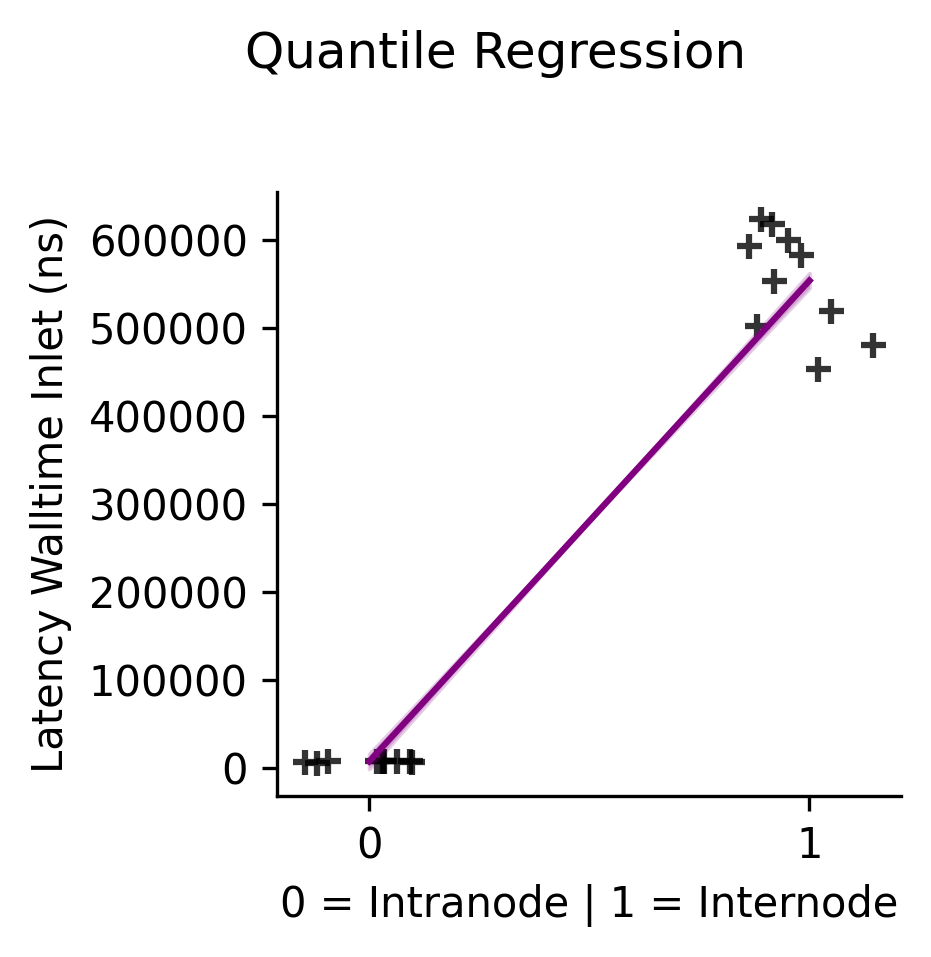 Quantile Regression
Latency Walltime Inlet (ns)
600000
500000
400000
300000
200000
100000
0
0 1
0 = Intranode | 1 = Internode